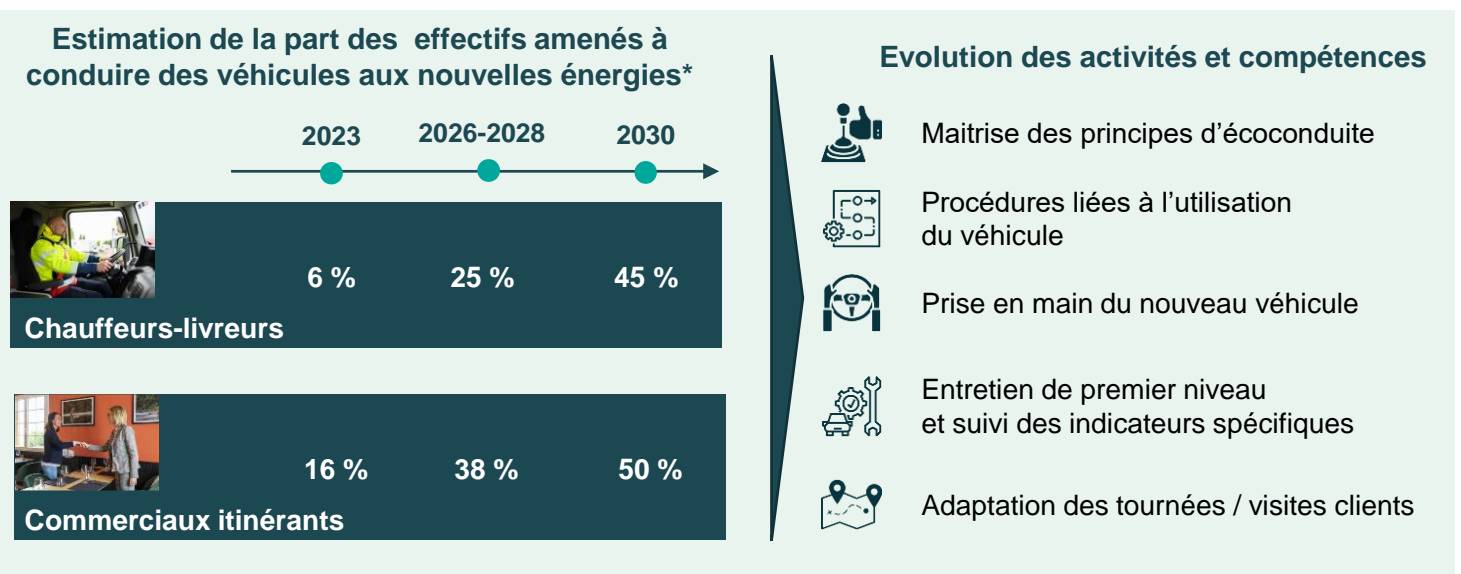 Estimation de la part des effectifs amenés à
conduire des véhicules aux nouvelles énergies*
2023
2026-2028
2030
6 %
25 %
45 %
Chauffeurs-livreurs
16 %
38 %
50 %
Commerciaux itinérants
Evolution des activités et compétences
Maitrise des principes d’écoconduite
Procédures liées à l’utilisation
du véhicule
Prise en main du nouveau véhicule
Entretien de premier niveau
et suivi des indicateurs spécifiques
Adaptation des tournées / visites clients